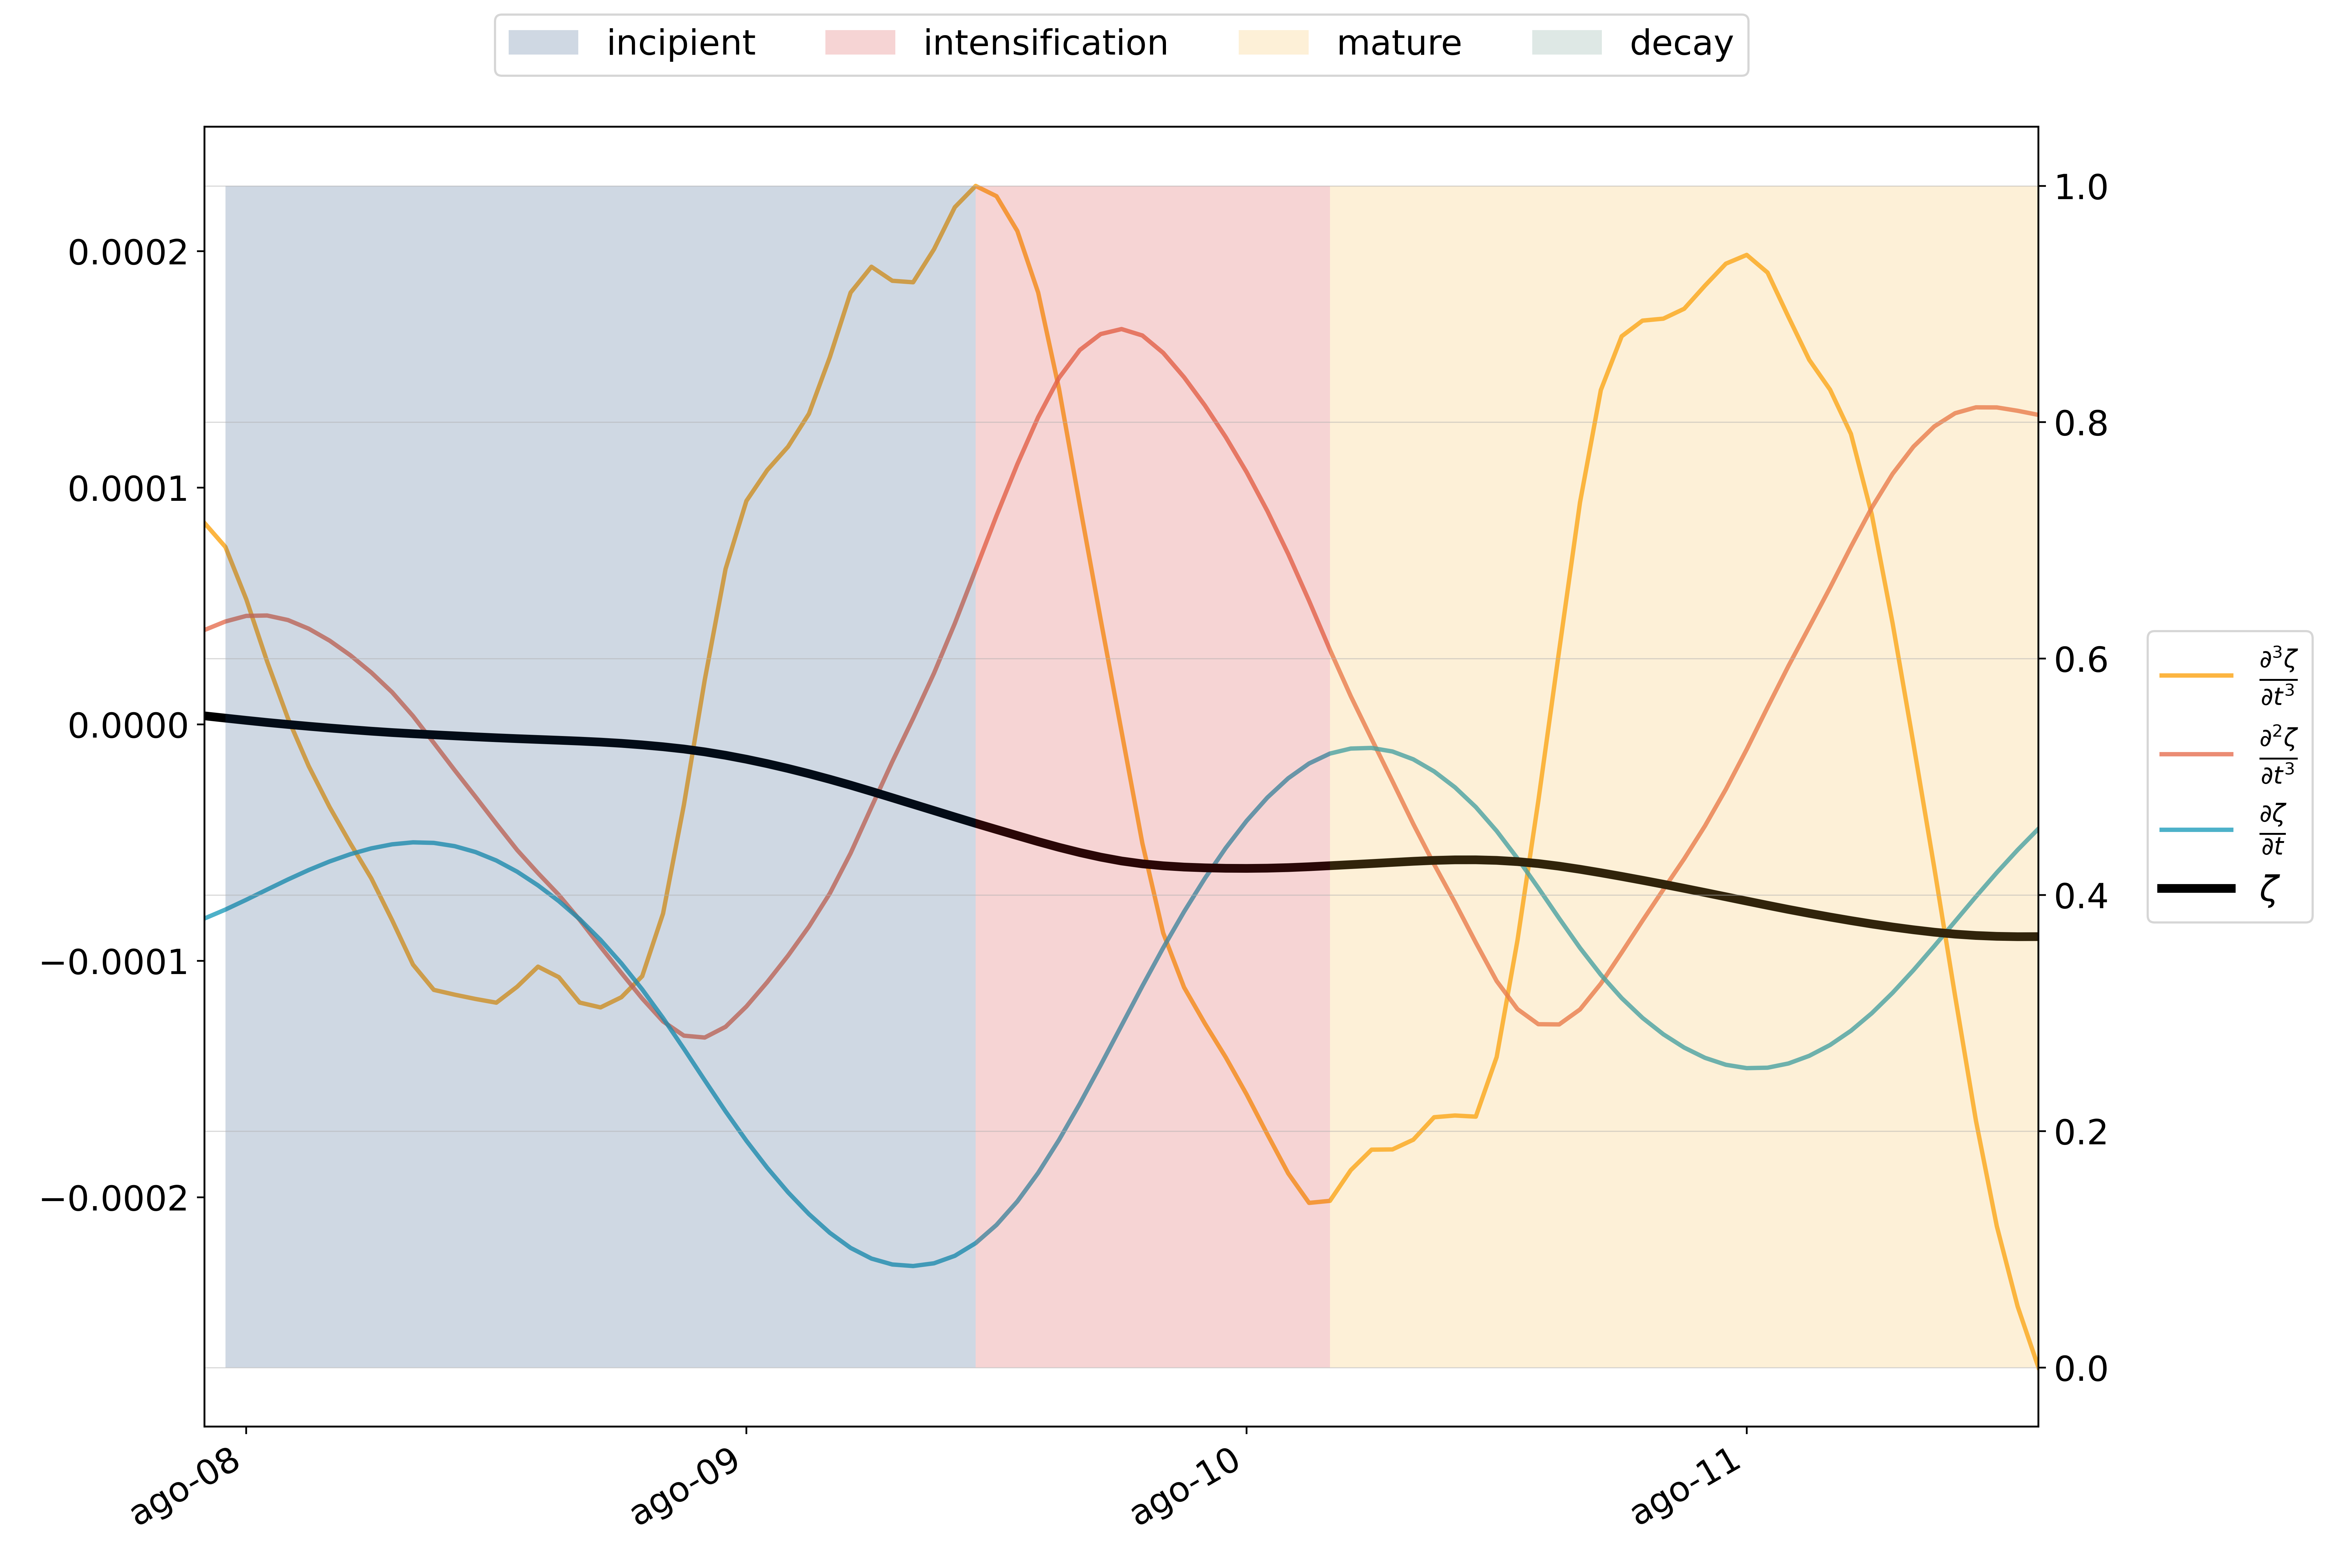 incipient intensification mature decay
0.0002
0.0001
0.0000
−0.0001
−0.0002
1.0
0.8
0.6
0.4
0.2
0.0
ago-08 ago-09 ago-10 ago-11
∂³ζ
∂t³
∂²ζ
∂t³
∂ζ
∂t
ζ